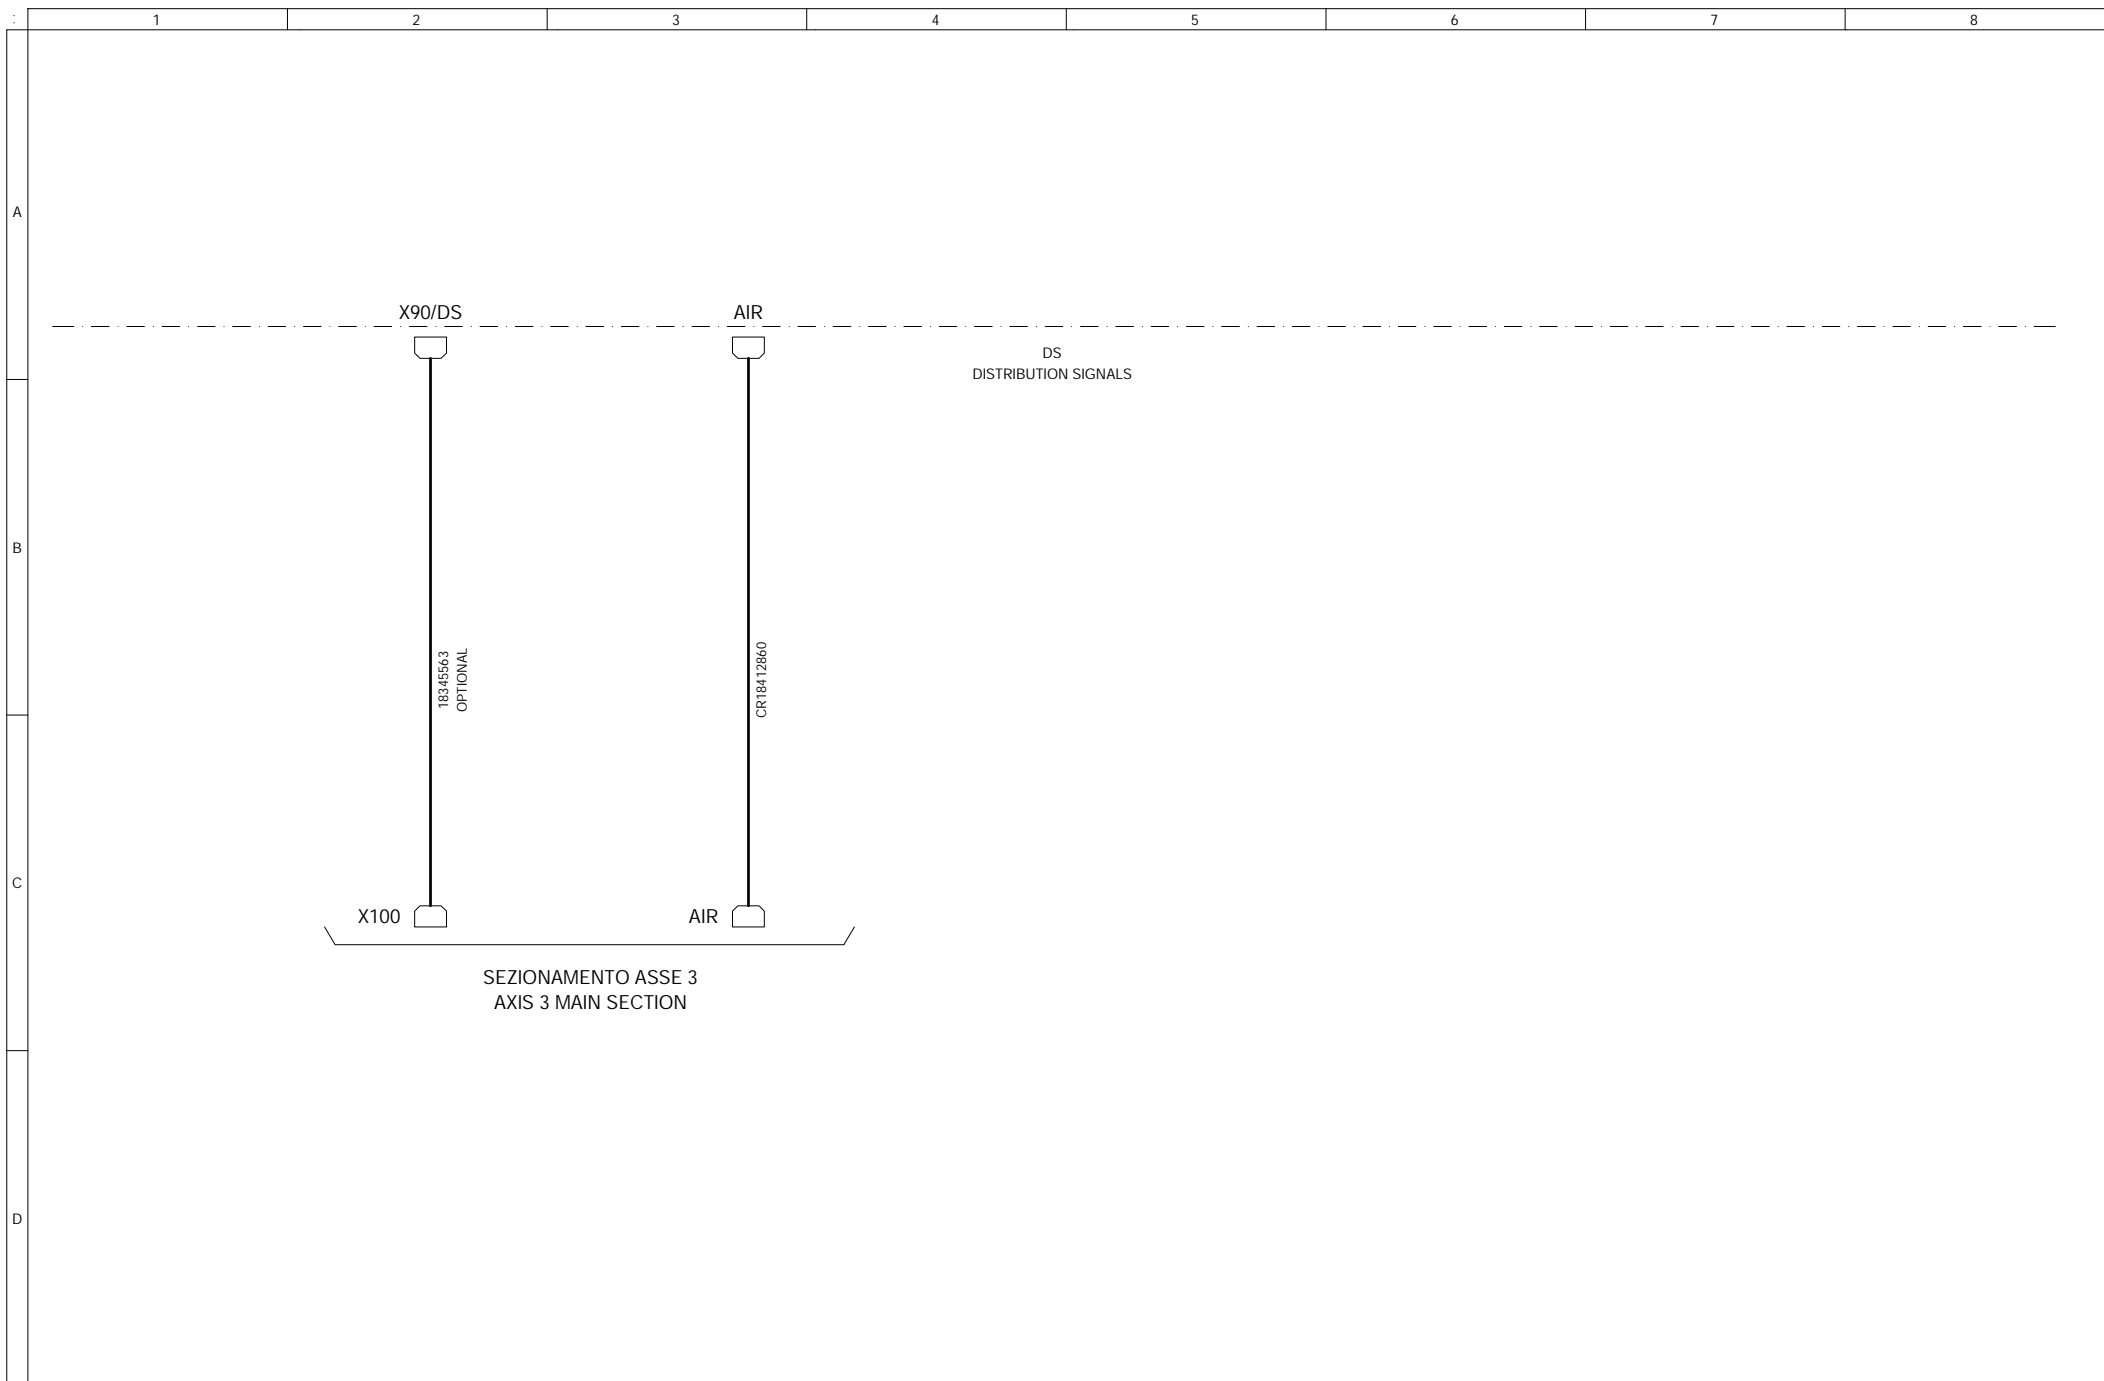 :
1 2 3 4 5 6 7 8
A
X90/DS AIR
DS
DISTRIBUTION SIGNALS
B
18345563
OPTIONAL
CR18412860
C
X100 AIR
SEZIONAMENTO ASSE 3
AXIS 3 MAIN SECTION
D